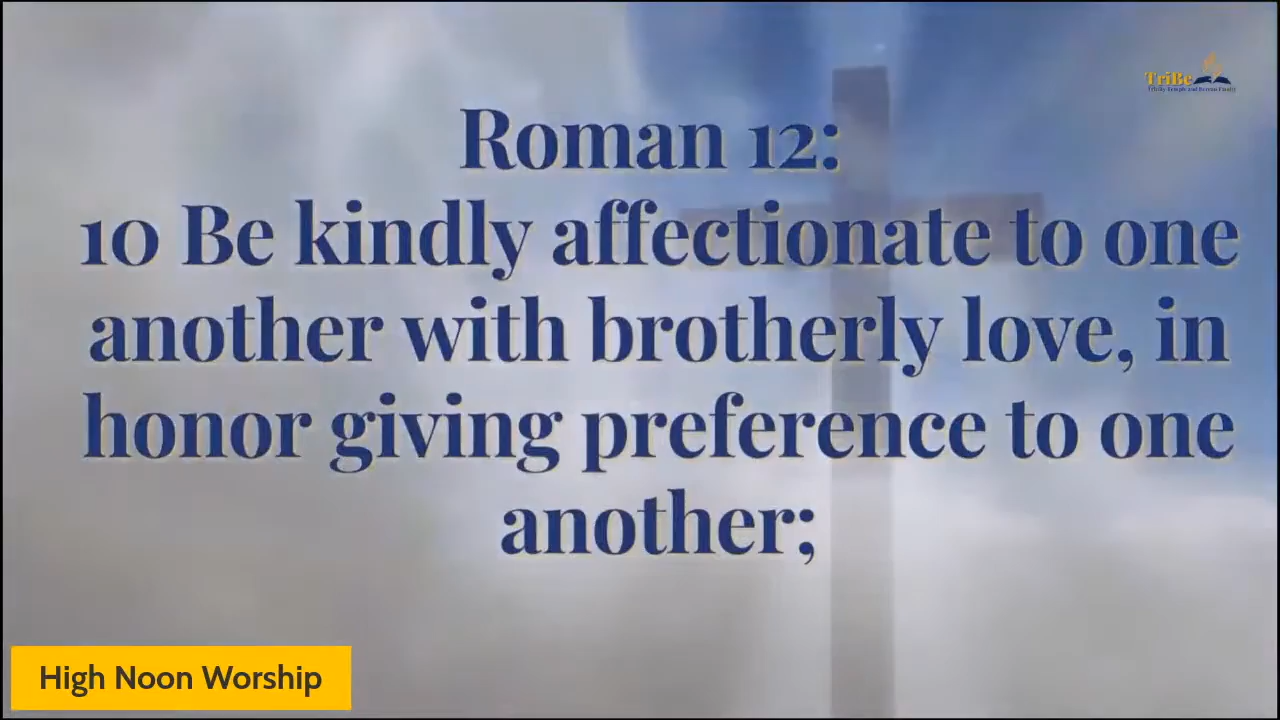 TriBe
Roman 12:
10 Be kindly affectionate to one
another with brotherly love, in
honor giving preference to one
another;
High Noon Worship